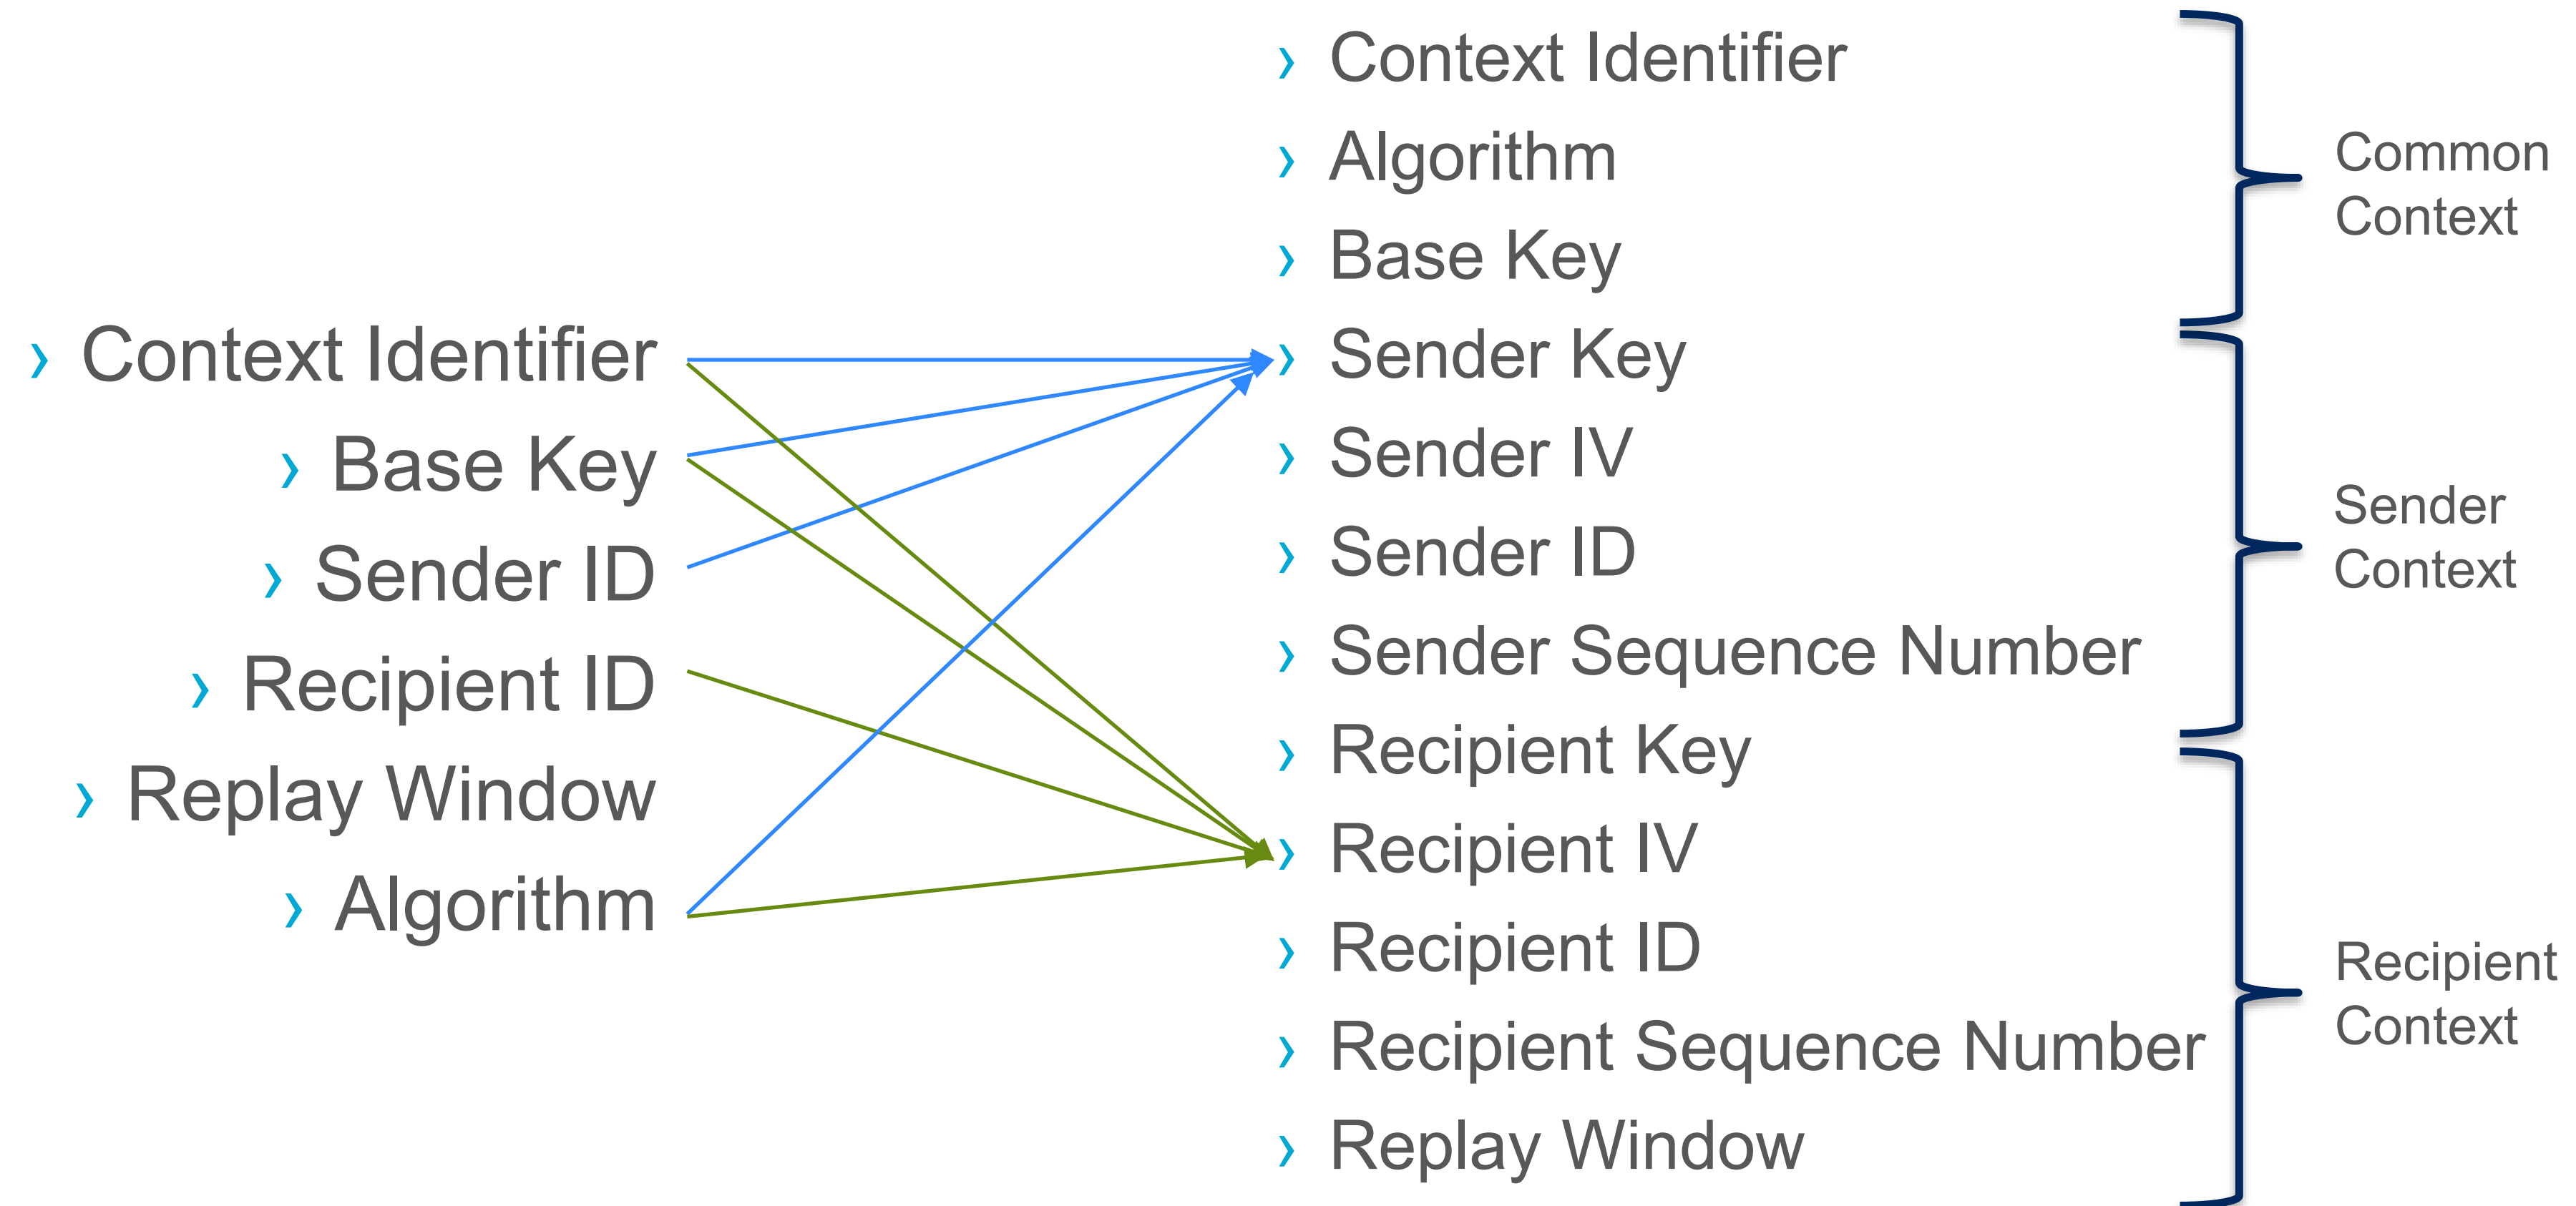 › Context Identifier
› Base Key
› Sender ID
› Recipient ID
› Replay Window
› Algorithm
› Context Identifier
› Algorithm
› Base Key
› Sender Key
› Sender IV
› Sender ID
› Sender Sequence Number
› Recipient Key
› Recipient IV
› Recipient ID
› Recipient Sequence Number
› Replay Window
Common
Context
Sender
Context
Recipient
Context